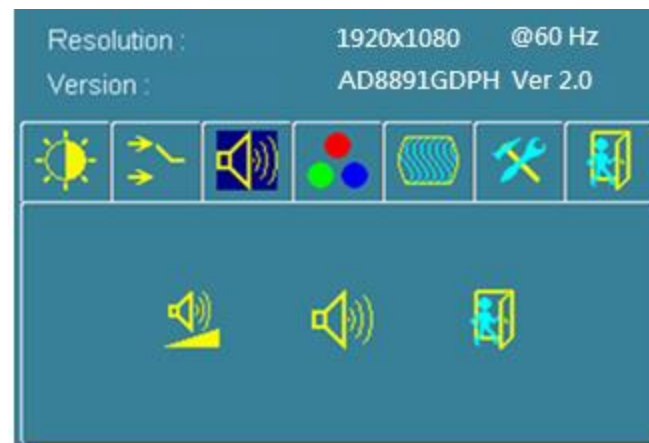 Resolution : 1920x1080 @60 Hz
Version : AD8891GDPH Ver 2.0